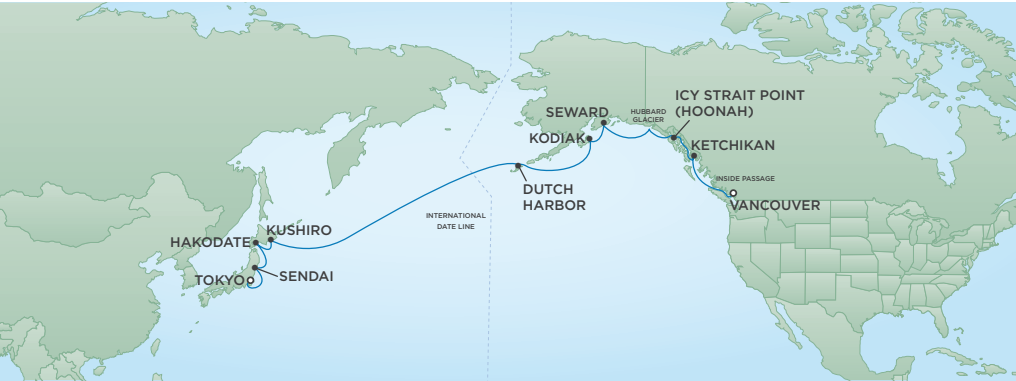 ICY STRAIT POINT
(HOONAH)
SEWARD
HUBBARD
GLACIER
KODIAK
KETCHIKAN
INSIDE PASSAGE
DUTCH
HARBOR
VANCOUVER
INTERNATIONAL
DATE LINE
KUSHIRO
HAKODATE
SENDAI
TOKYO